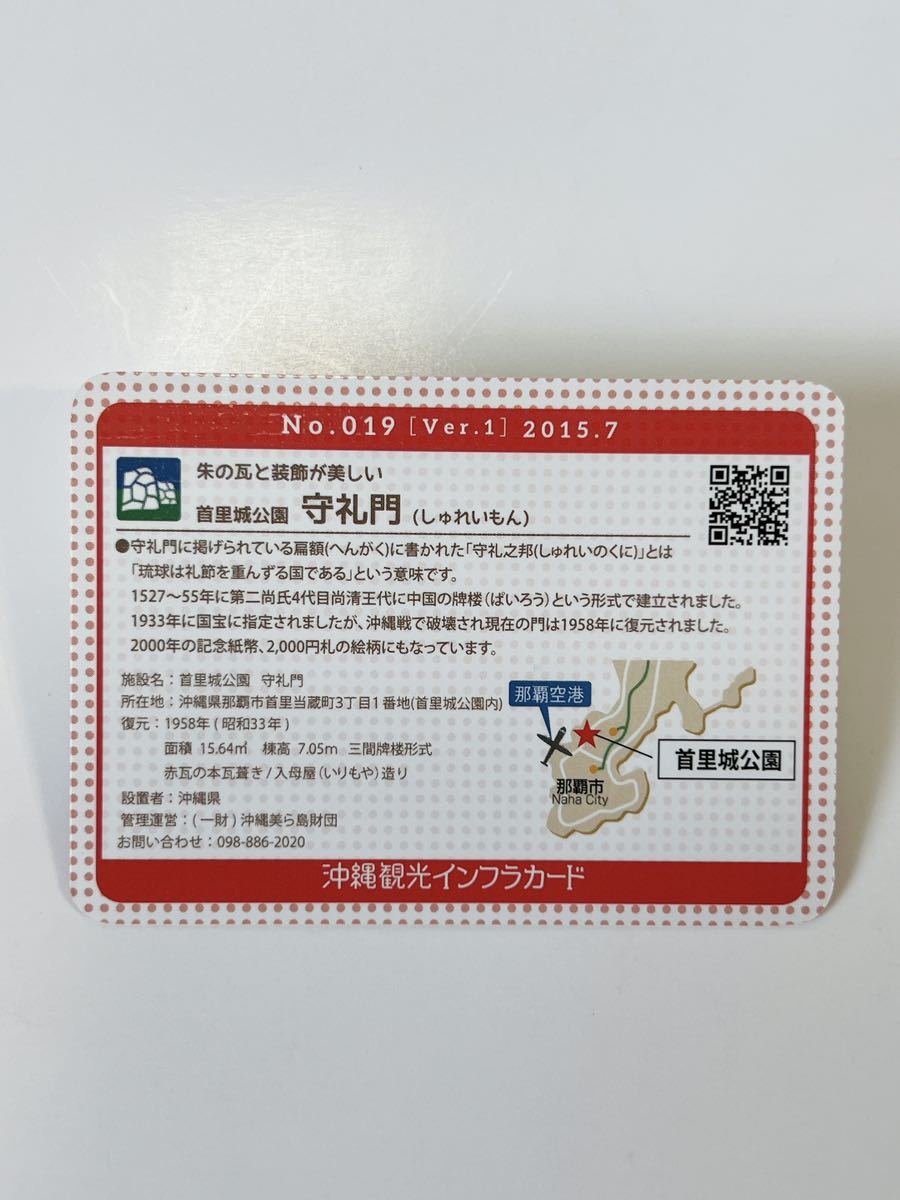 No.019 [Ver.1] 2015.7
朱の瓦と装飾が美しい
首里城公園 守礼門 (しゅれいもん)
●守礼門に掲げられている扁額(へんがく)に書かれた「守礼之邦(しゅれいのくに)」とは
「琉球は礼節を重んずる国である」という意味です。
1527～55年に第二尚氏4代目尚清王代に中国の牌楼(ぱいろう)という形式で建立されました。
1933年に国宝に指定されましたが、沖縄戦で破壊され現在の門は1958年に復元されました。
2000年の記念紙幣、2,000円札の絵柄にもなっています。
施設名：首里城公園 守礼門
所在地：沖縄県那覇市首里当蔵町3丁目1番地(首里城公園内)
復元：1958年(昭和33年)
面積 15.64㎡ 棟高 7.05m 三間牌楼形式
赤瓦の本瓦葺き/入母屋(いりもや)造り
設置者：沖縄県
管理運営：(一財)沖縄美ら島財団
お問い合わせ：098-886-2020
那覇空港
首里城公園
那覇市
Naha City
沖縄観光インフラカード